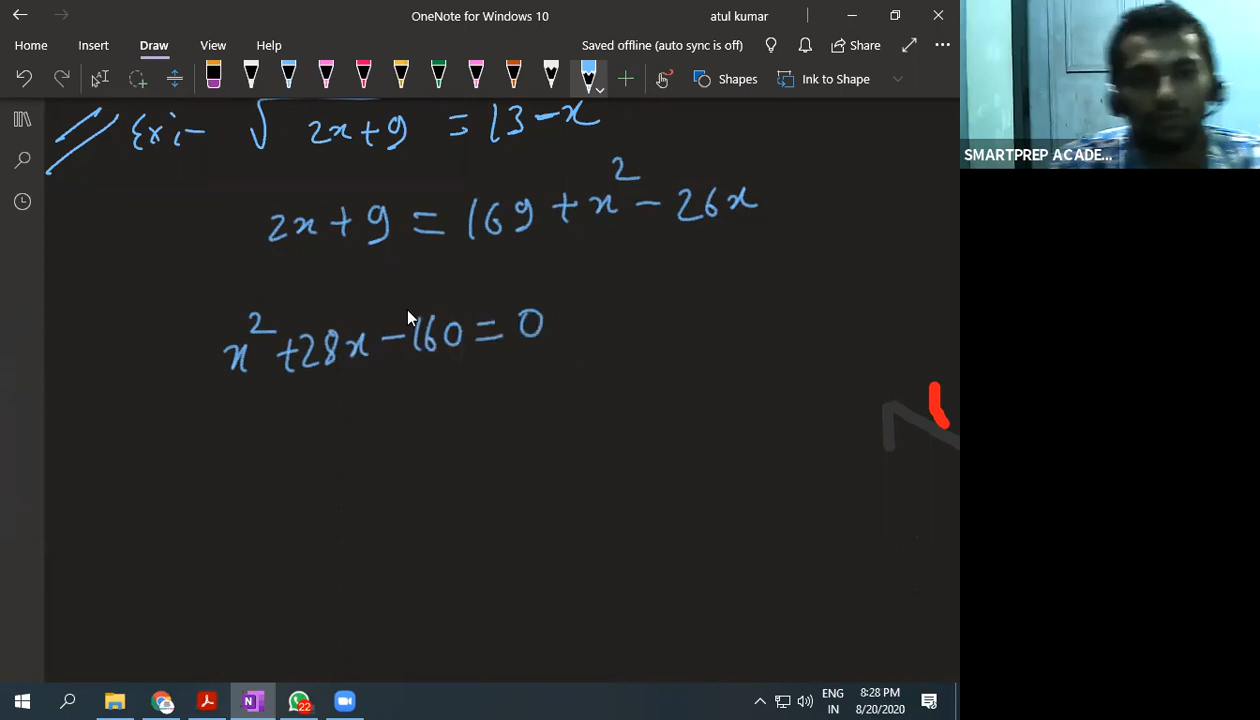 OneNote for Windows 10
atul kumar
Home Insert Draw View Help
Saved offline (auto sync is off)
Share
Shapes
Ink to Shape
Ex:- √2x+9 = 13-x
2x+9 = 169+x²-26x
x²+28x-160=0
SMARTPREP ACADE...
N
22
ENG
IN
8:28 PM
8/20/2020